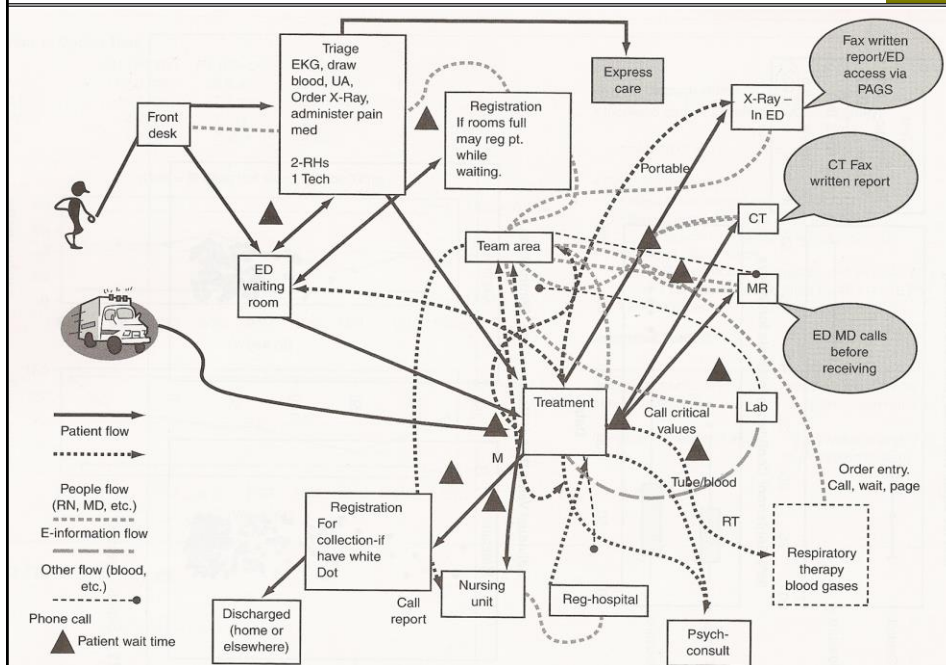 Triage
EKG, draw
blood, UA,
Order X-Ray,
administer pain
med
2-RHs
1 Tech
Front
desk
Registration
If rooms full
may reg pt.
while
waiting.
Express
care
Fax written
report/ED
access via
PAGS
X-Ray –
In ED
Portable
CT Fax
written report
CT
Team area
MR
ED
waiting
room
ED MD calls
before
receiving
Treatment
Lab
Call critical
values
M
Tube/blood
Order entry.
Call, wait, page
RT
Respiratory
therapy
blood gases
Patient flow
People flow
(RN, MD, etc.)
E-information flow
Other flow (blood,
etc.)
Phone call
Patient wait time
Registration
For
collection-if
have white
Dot
Discharged
(home or
elsewhere)
Call
report
Nursing
unit
Reg-hospital
Psych-
consult